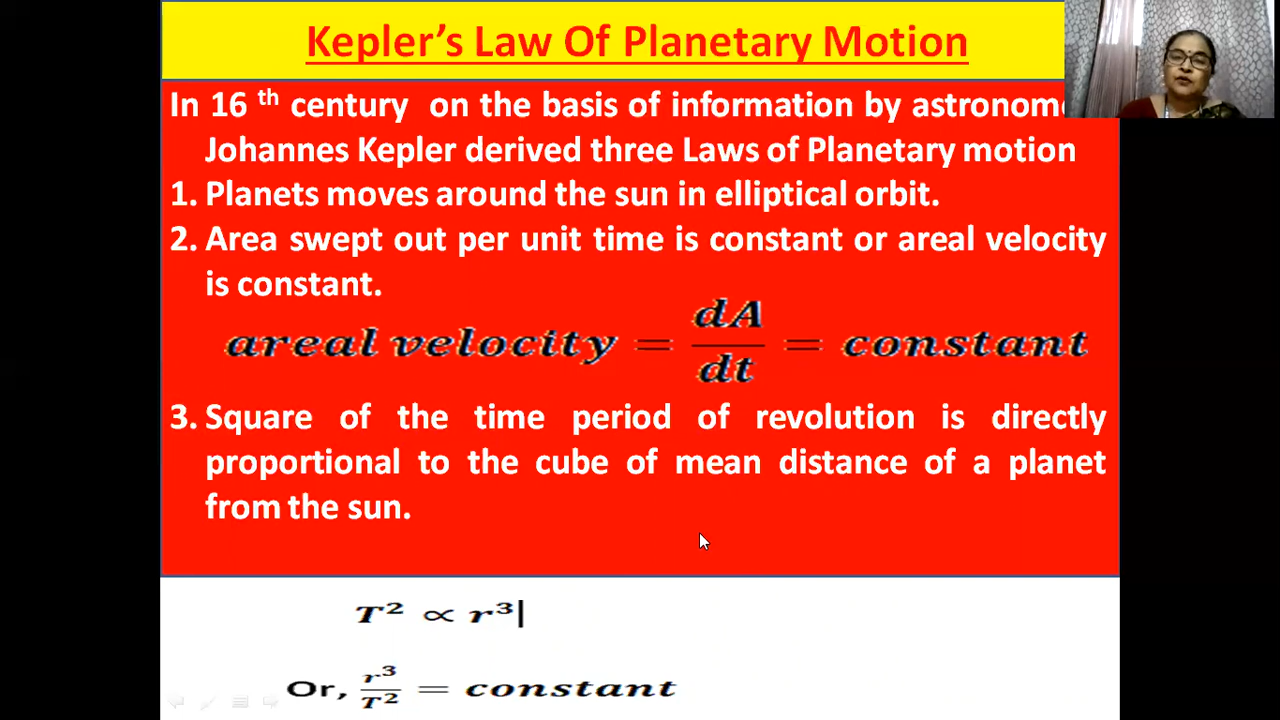 Kepler's Law Of Planetary Motion
In 16 th century on the basis of information by
Johannes Kepler derived three Laws of Planetary motion
1. Planets moves around the sun in elliptical orbit.
2. Area swept out per unit time is constant or areal velocity
is constant.
areal velocity = dA/dt = constant
3. Square of the time period of revolution is directly
proportional to the cube of mean distance of a planet
from the sun.
T² ∝ r³
Or, r³/T² = constant